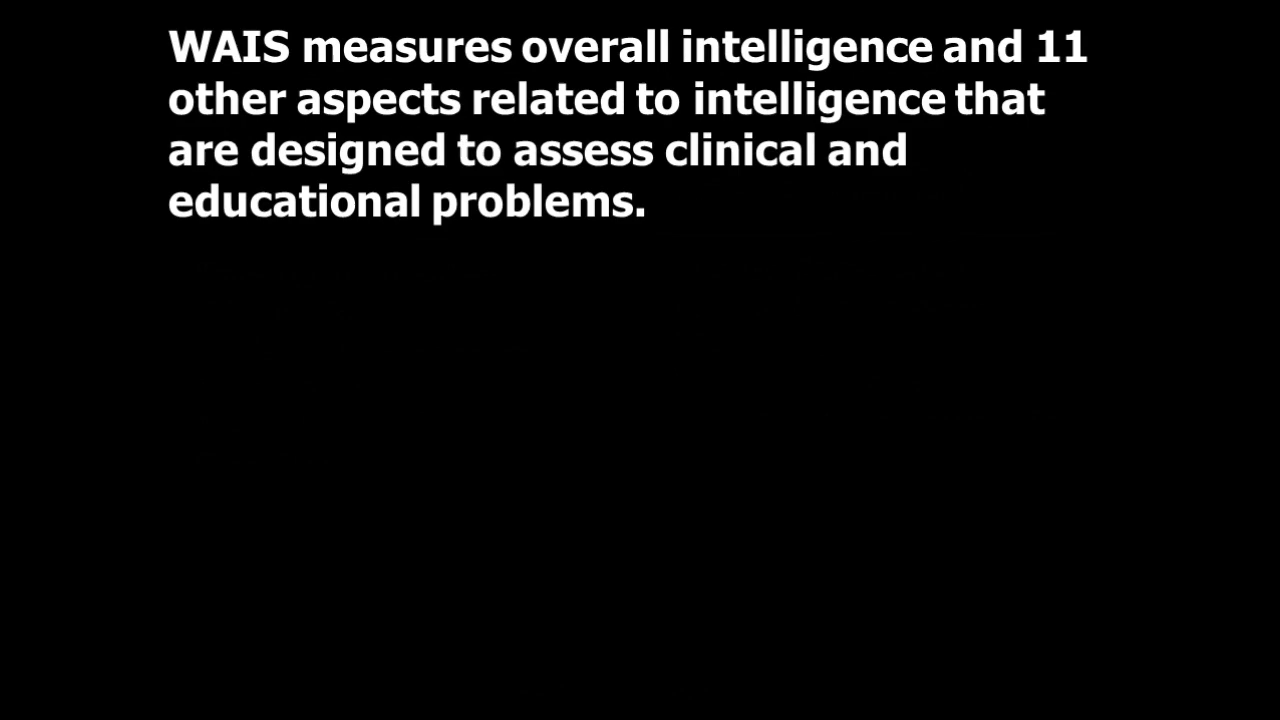 WAIS measures overall intelligence and 11
other aspects related to intelligence that
are designed to assess clinical and
educational problems.